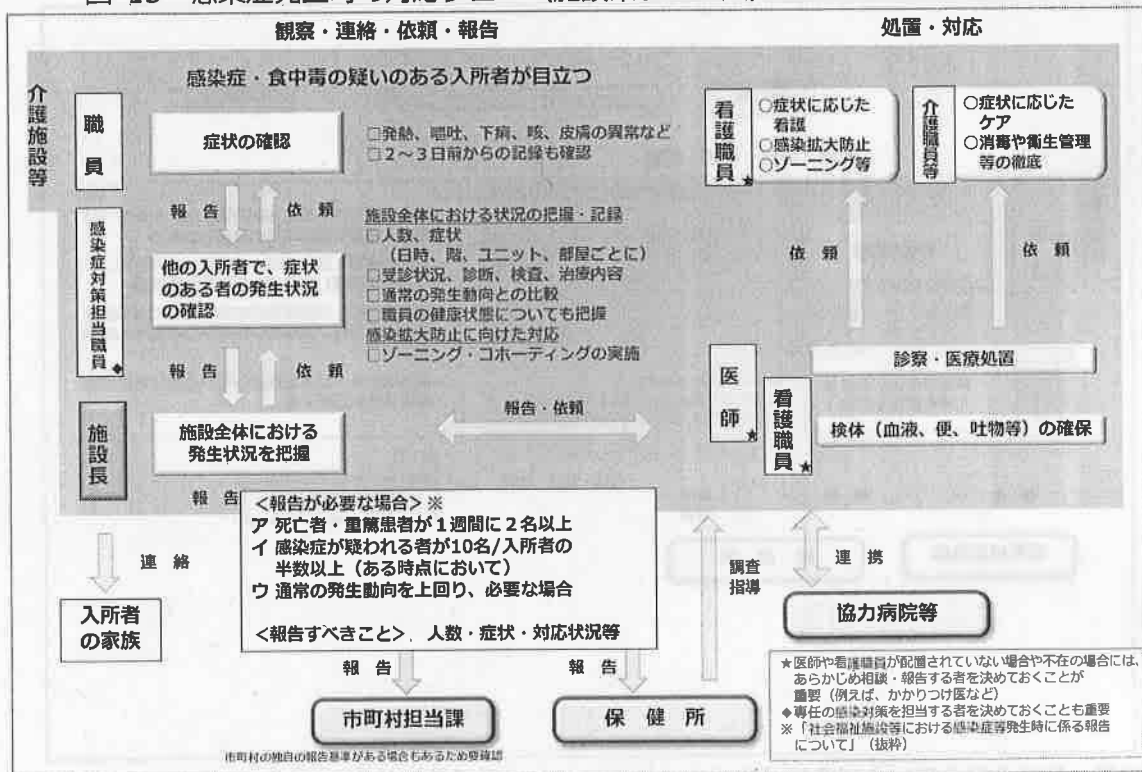 観察・連絡・依頼・報告
処置・対応
感染症・食中毒の疑いのある入所者が目立つ
介護施設等
職員
症状の確認
□発熱、嘔吐、下痢、咳、皮膚の異常など
□2～3日前からの記録も確認
報告
依頼
感染症対策担当職員◆
他の入所者で、症状
のある者の発生状況
の確認
施設全体における状況の把握・記録
□人数、症状
（日時、階、ユニット、部屋ごとに）
□受診状況、診断、検査、治療内容
□通常の発生動向との比較
□職員の健康状態についても把握
感染拡大防止に向けた対応
□ゾーニング・コホーティングの実施
報告
依頼
施設長
施設全体における
発生状況を把握
報告・依頼
看護職員★
○症状に応じた
看護
○感染拡大防止
○ゾーニング等
介護職員等
○症状に応じた
ケア
○消毒や衛生管理
等の徹底
依頼
依頼
医師★
看護職員★
診察・医療処置
検体（血液、便、吐物等）の確保
報告
＜報告が必要な場合＞※
ア 死亡者・重篤患者が1週間に2名以上
イ 感染症が疑われる者が10名/入所者の
半数以上（ある時点において）
ウ 通常の発生動向を上回り、必要な場合
＜報告すべきこと＞ 人数・症状・対応状況等
連絡
入所者
の家族
報告
報告
市町村担当課
保健所
市町村の独自の報告基準がある場合もあるため要確認
調査
指導
連携
協力病院等
★医師や看護職員が配置されていない場合や不在の場合には、
あらかじめ相談・報告する者を決めておくことが
重要（例えば、かかりつけ医など）
◆専任の感染対策を担当する者を決めておくことも重要
※「社会福祉施設等における感染症等発生時に係る報告
について」（抜粋）